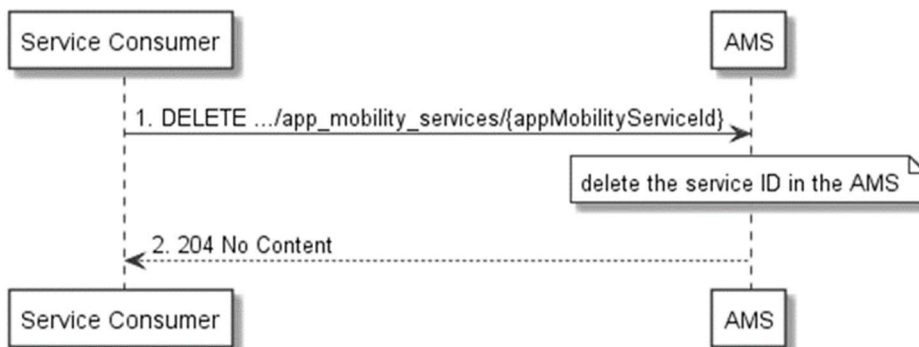 Service Consumer
AMS
1. DELETE .../app_mobility_services/{appMobilityServiceId}
delete the service ID in the AMS
2. 204 No Content
Service Consumer
AMS